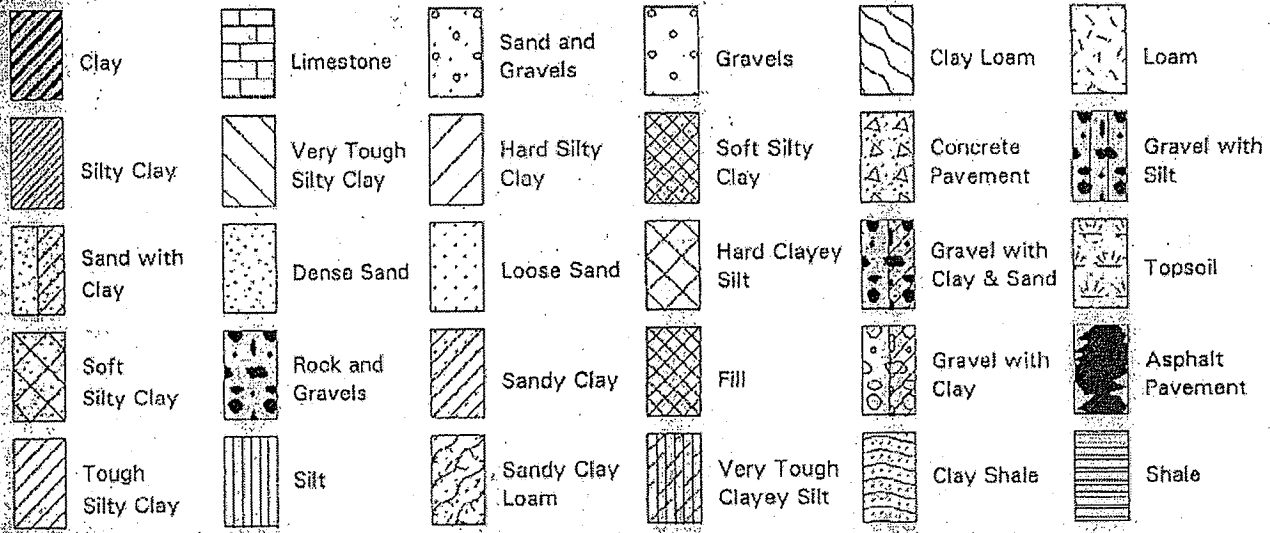 Clay
Limestone
Sand and
Gravels
Gravels
Clay Loam
Loam
Silty Clay
Very Tough
Silty Clay
Hard Silty
Clay
Soft Silty
Clay
Concrete
Pavement
Gravel with
Silt
Sand with
Clay
Dense Sand
Loose Sand
Hard Clayey
Silt
Gravel with
Clay & Sand
Topsoil
Soft
Silty Clay
Rock and
Gravels
Sandy Clay
Fill
Gravel with
Clay
Asphalt
Pavement
Tough
Silty Clay
Silt
Sandy Clay
Loam
Very Tough
Clayey Silt
Clay Shale
Shale